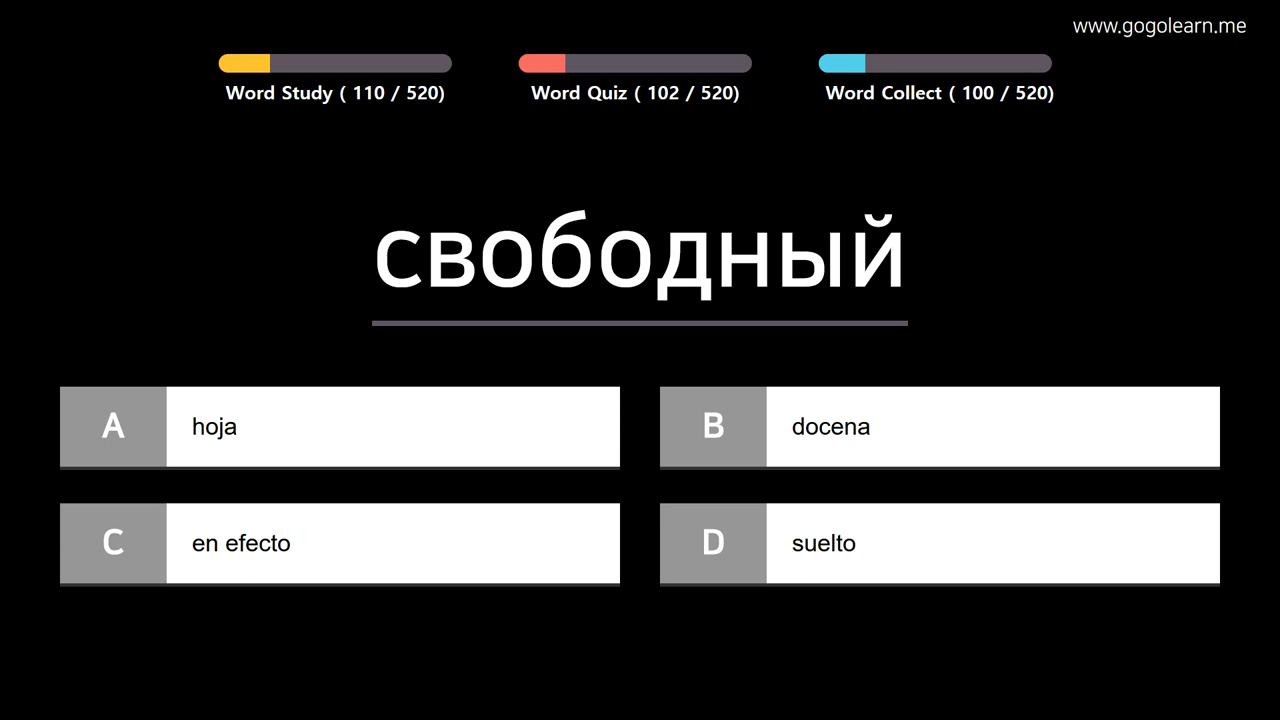 www.gogolearn.me
Word Study ( 110 / 520)
Word Quiz ( 102 / 520)
Word Collect ( 100 / 520)
свободный
A hoja
B docena
C en efecto
D suelto